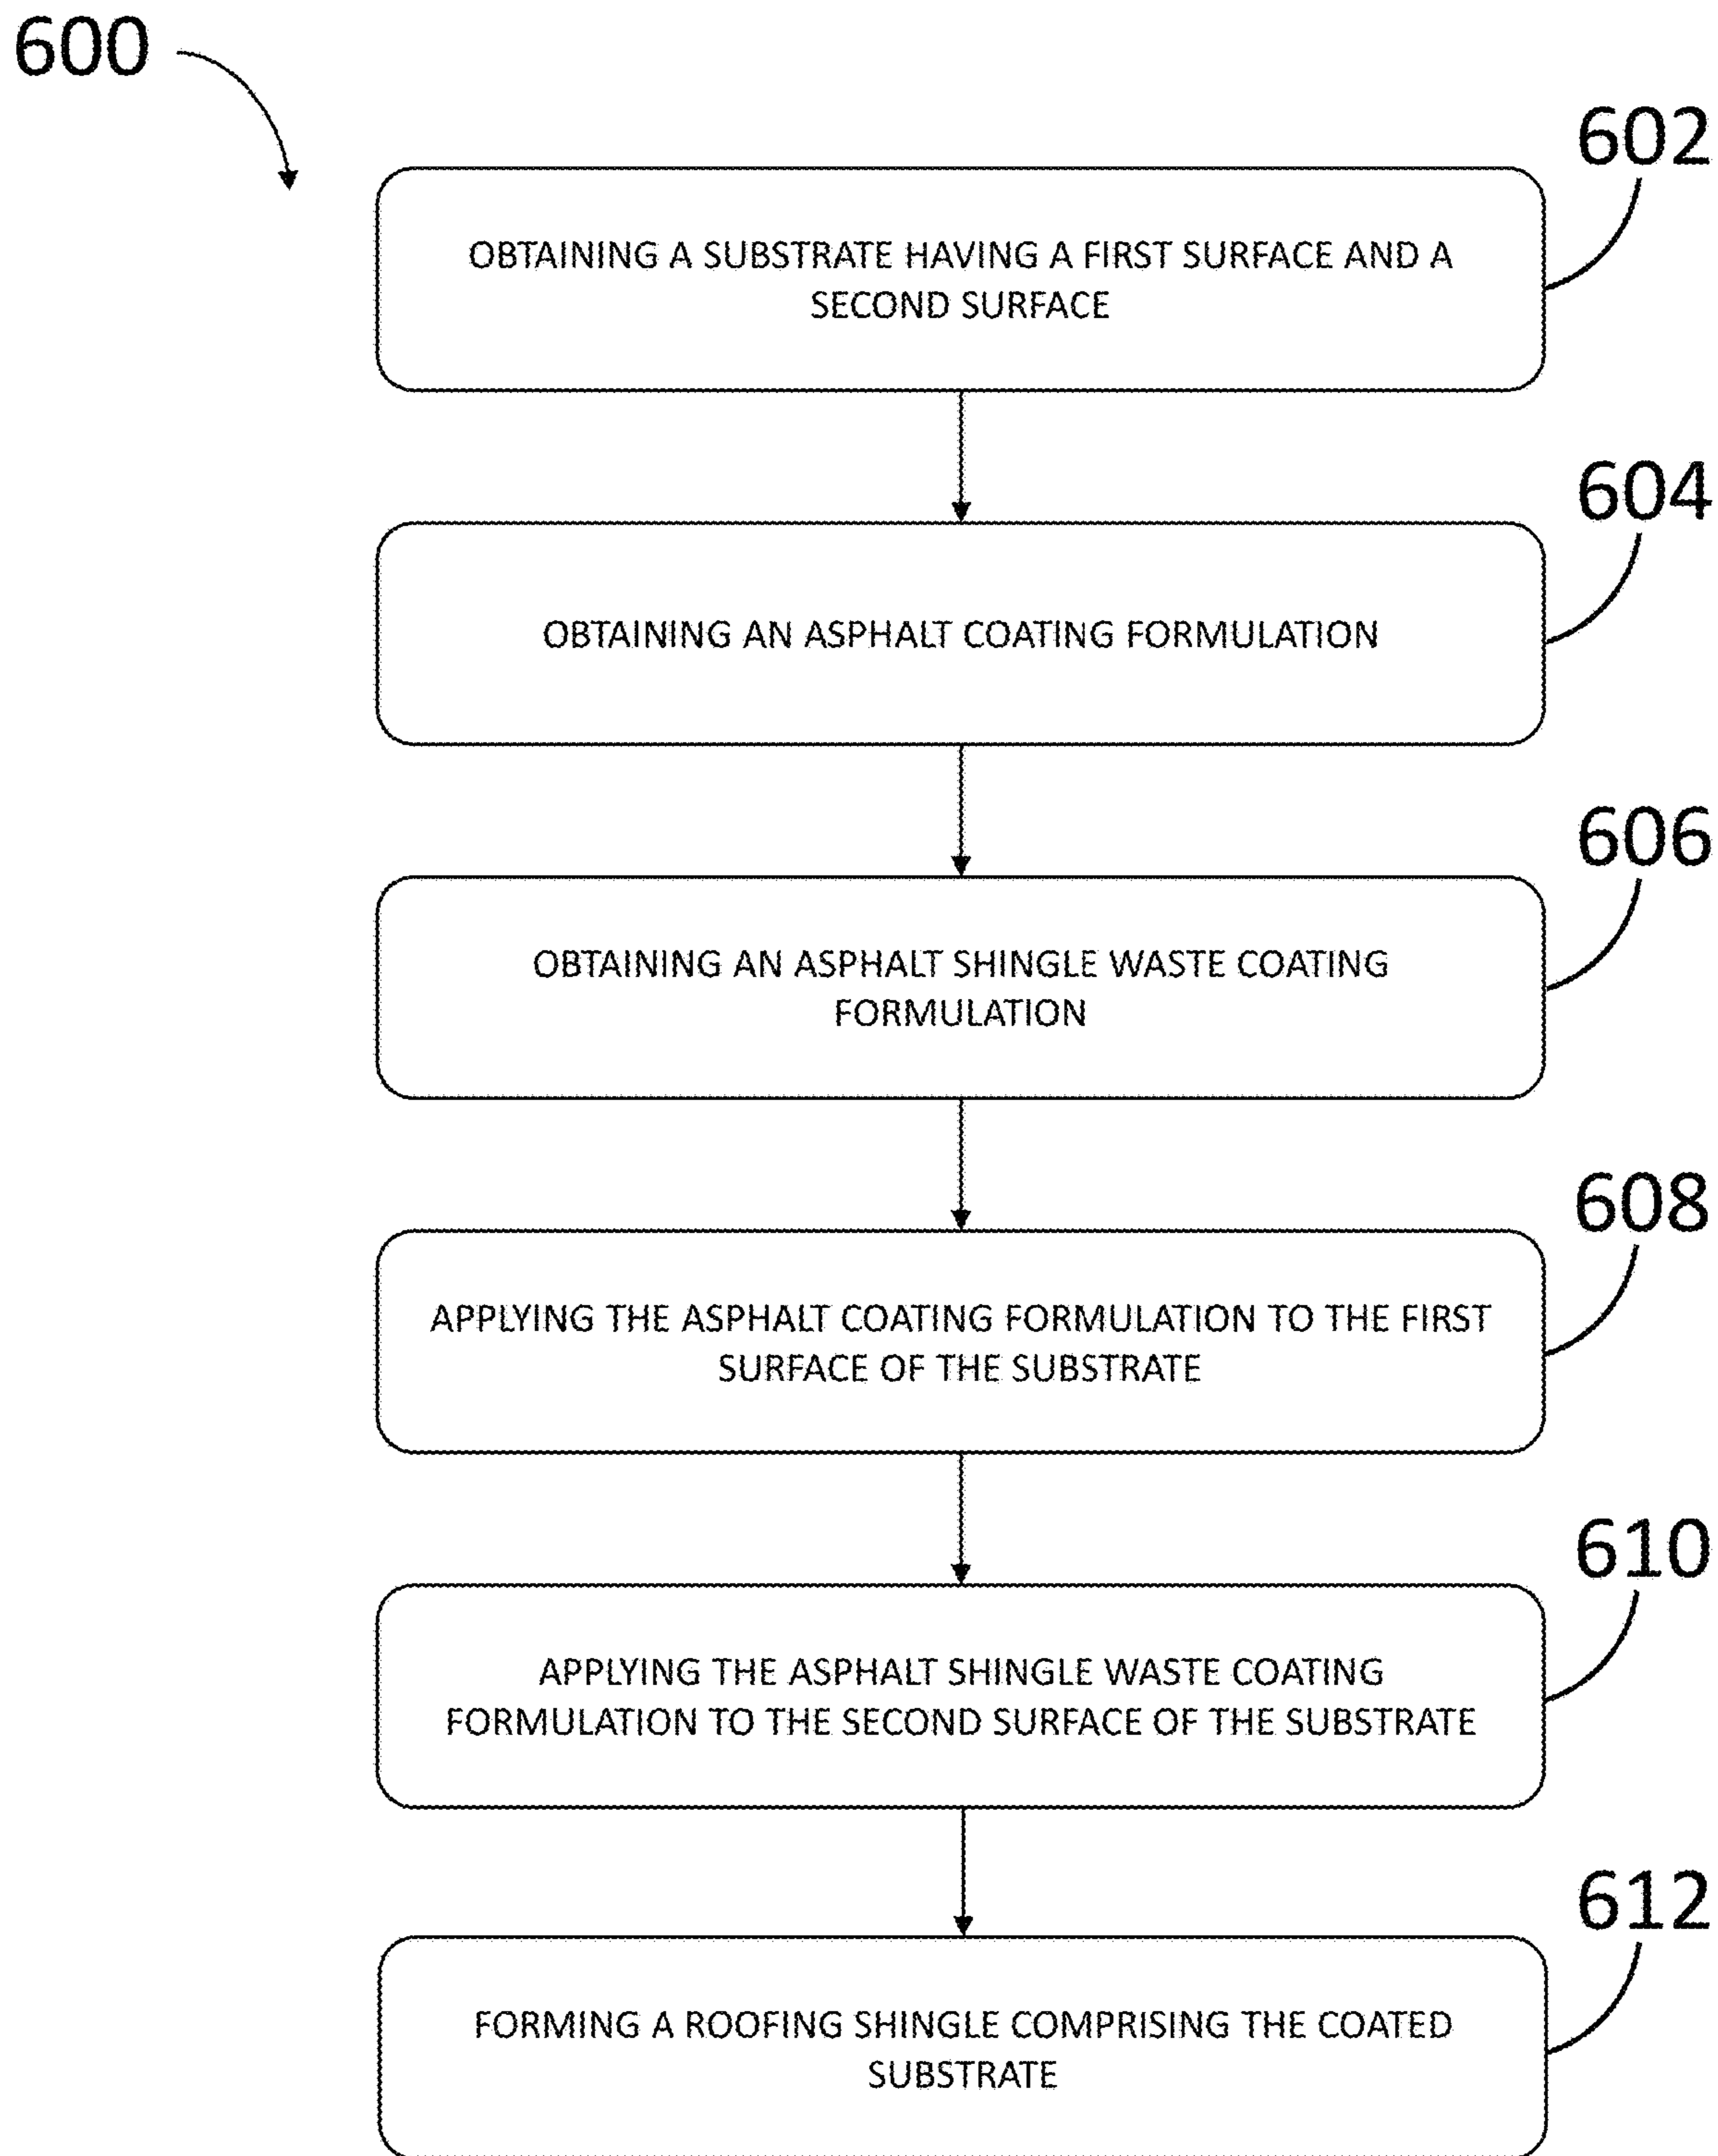 600
602
OBTAINING A SUBSTRATE HAVING A FIRST SURFACE AND A
SECOND SURFACE
604
OBTAINING AN ASPHALT COATING FORMULATION
606
OBTAINING AN ASPHALT SHINGLE WASTE COATING
FORMULATION
608
APPLYING THE ASPHALT COATING FORMULATION TO THE FIRST
SURFACE OF THE SUBSTRATE
610
APPLYING THE ASPHALT SHINGLE WASTE COATING
FORMULATION TO THE SECOND SURFACE OF THE SUBSTRATE
612
FORMING A ROOFING SHINGLE COMPRISING THE COATED
SUBSTRATE